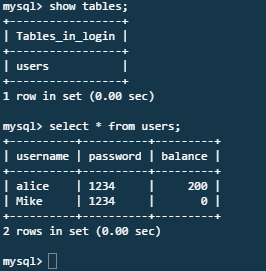 mysql> show tables;
+-----------------+
| Tables_in_login |
+-----------------+
| users           |
+-----------------+
1 row in set (0.00 sec)

mysql> select * from users;
+----------+----------+---------+
| username | password | balance |
+----------+----------+---------+
| alice    | 1234     |     200 |
| Mike     | 1234     |       0 |
+----------+----------+---------+
2 rows in set (0.00 sec)

mysql>